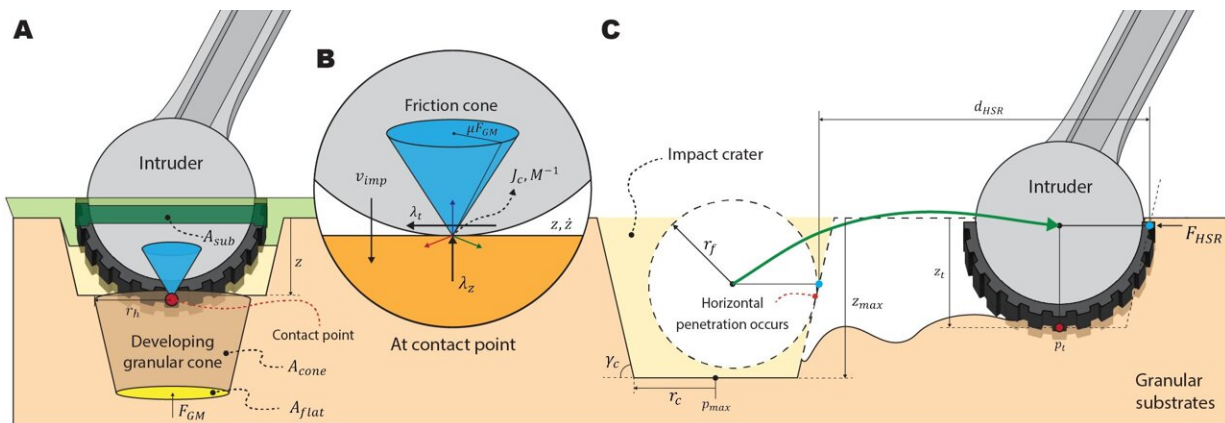 A
Intruder
A_sub
z
r_h
Contact point
Developing
granular cone
A_cone
F_GM
A_flat
B
Friction cone
μF_GM
v_imp
J_c, M^-1
λ_t
z, ż
λ_z
At contact point
C
d_HSR
Impact crater
Intruder
F_HSR
r_f
z_t
z_max
Horizontal
penetration occurs
p_t
γ_c
r_c
p_max
Granular
substrates